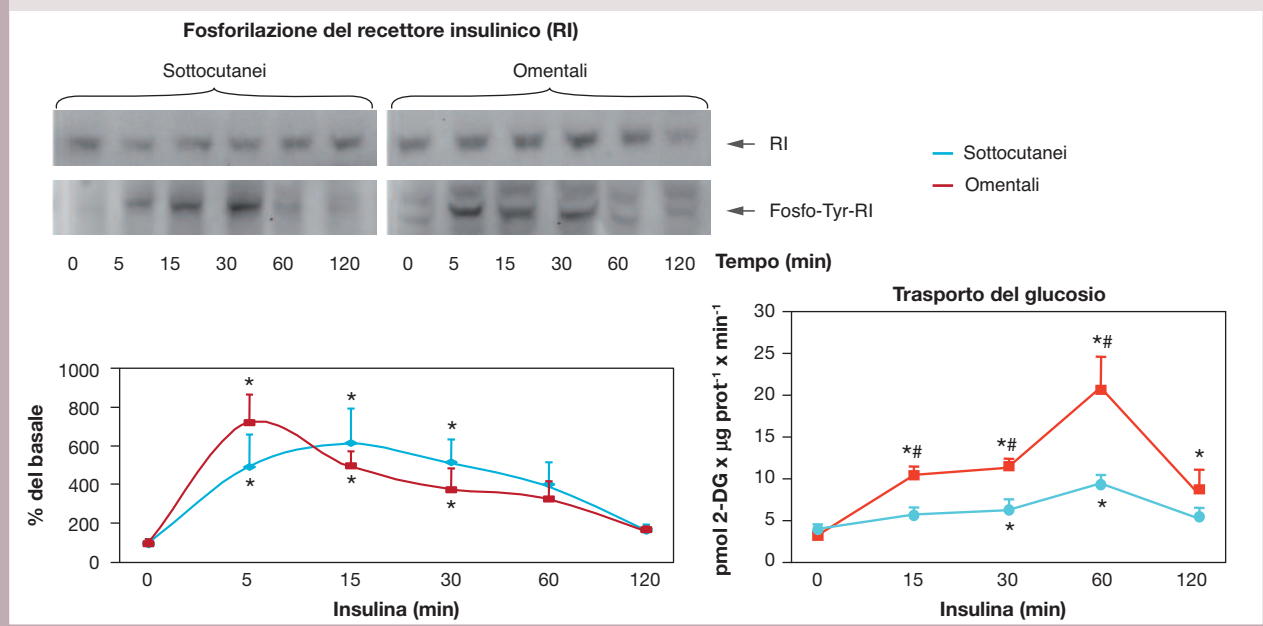 Fosforilazione del recettore insulinico (RI)
Sottocutanei Omentali
RI
Fosfo-Tyr-RI
0 5 15 30 60 120 0 5 15 30 60 120 Tempo (min)
Sottocutanei
Omentali
% del basale
1000
800
600
400
200
0
* * *
* * *
0 5 15 30 60 120
Insulina (min)
Trasporto del glucosio
pmol 2-DG x µg prot⁻¹ x min⁻¹
30
25
20
15
10
5
0
*# *# *# *
* *
0 15 30 60 120
Insulina (min)